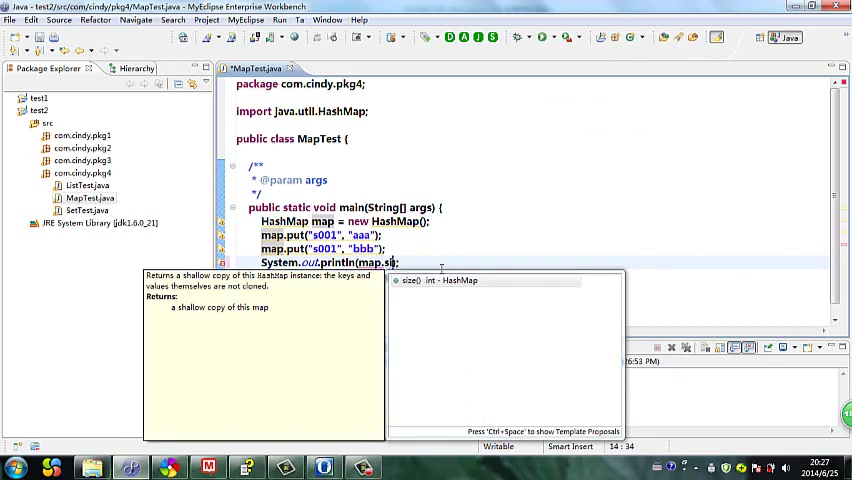 Java - test2/src/com/cindy/pkg4/MapTest.java - MyEclipse Enterprise Workbench
File Edit Source Refactor Navigate Search Project MyEclipse Run Ta Window Help
Java
Package Explorer
Hierarchy
*MapTest.java
test1
test2
src
com.cindy.pkg1
com.cindy.pkg2
com.cindy.pkg3
com.cindy.pkg4
ListTest.java
MapTest.java
SetTest.java
JRE System Library [jdk1.6.0_21]
package com.cindy.pkg4;
import java.util.HashMap;
public class MapTest {
/**
* @param args
*/
public static void main(String[] args) {
HashMap map = new HashMap();
map.put("s001", "aaa");
map.put("s001", "bbb");
System.out.println(map.si);
Returns a shallow copy of this HashMap instance: the keys and
values themselves are not cloned.
Returns:
a shallow copy of this map
size() int - HashMap
Press 'Ctrl+Space' to show Template Proposals
:26:53 PM)
Writable
Smart Insert
14 : 34
20:27
2014/6/25